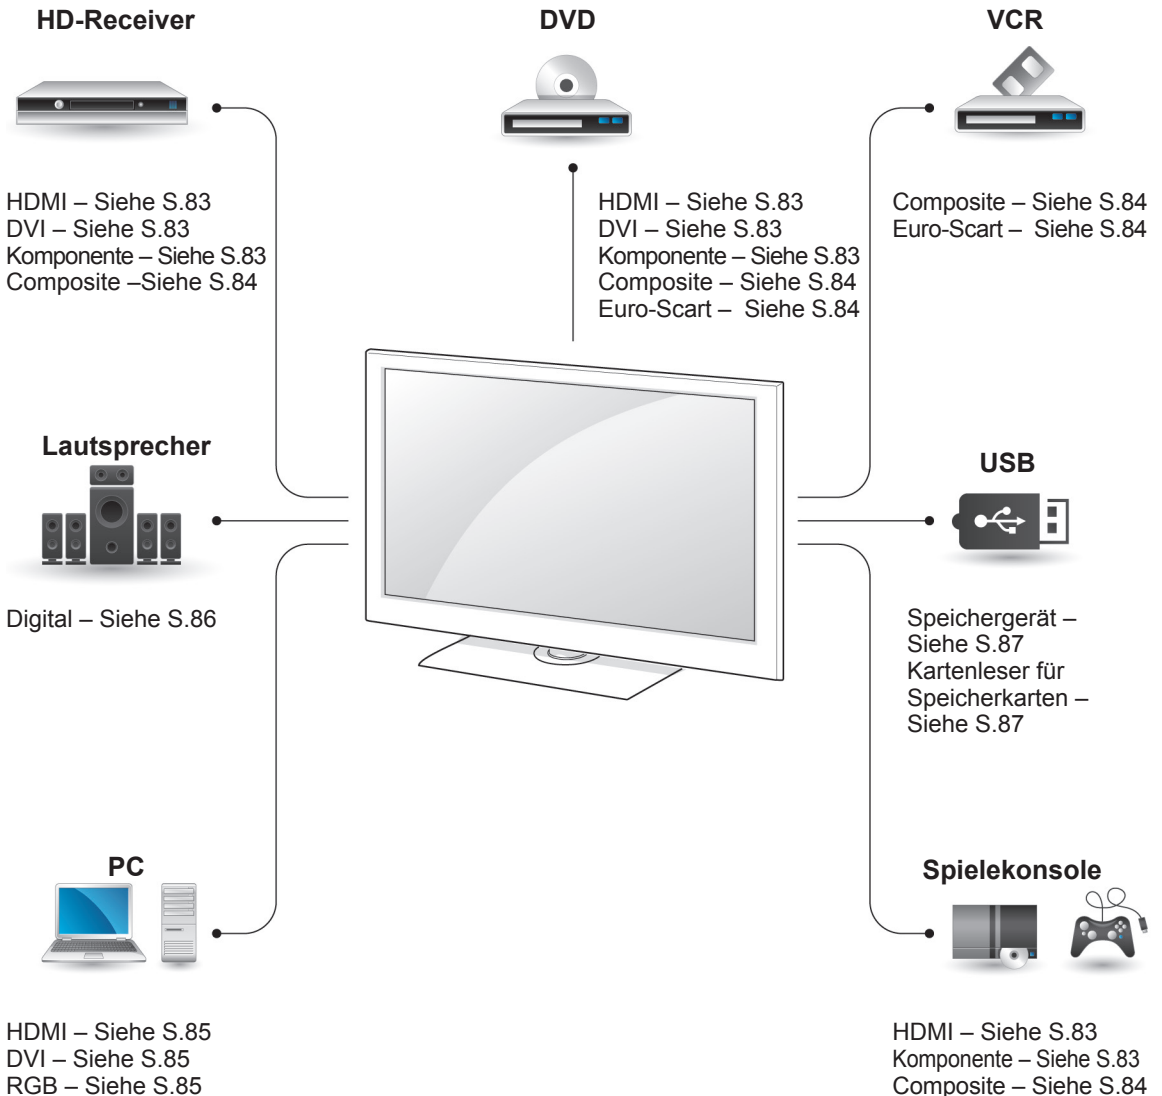 HD-Receiver
HDMI – Siehe S.83
DVI – Siehe S.83
Komponente – Siehe S.83
Composite –Siehe S.84
DVD
HDMI – Siehe S.83
DVI – Siehe S.83
Komponente – Siehe S.83
Composite – Siehe S.84
Euro-Scart –  Siehe S.84
VCR
Composite – Siehe S.84
Euro-Scart –  Siehe S.84
Lautsprecher
Digital – Siehe S.86
USB
Speichergerät –
Siehe S.87
Kartenleser für
Speicherkarten –
Siehe S.87
PC
HDMI – Siehe S.85
DVI – Siehe S.85
RGB – Siehe S.85
Spielekonsole
HDMI – Siehe S.83
Komponente – Siehe S.83
Composite – Siehe S.84